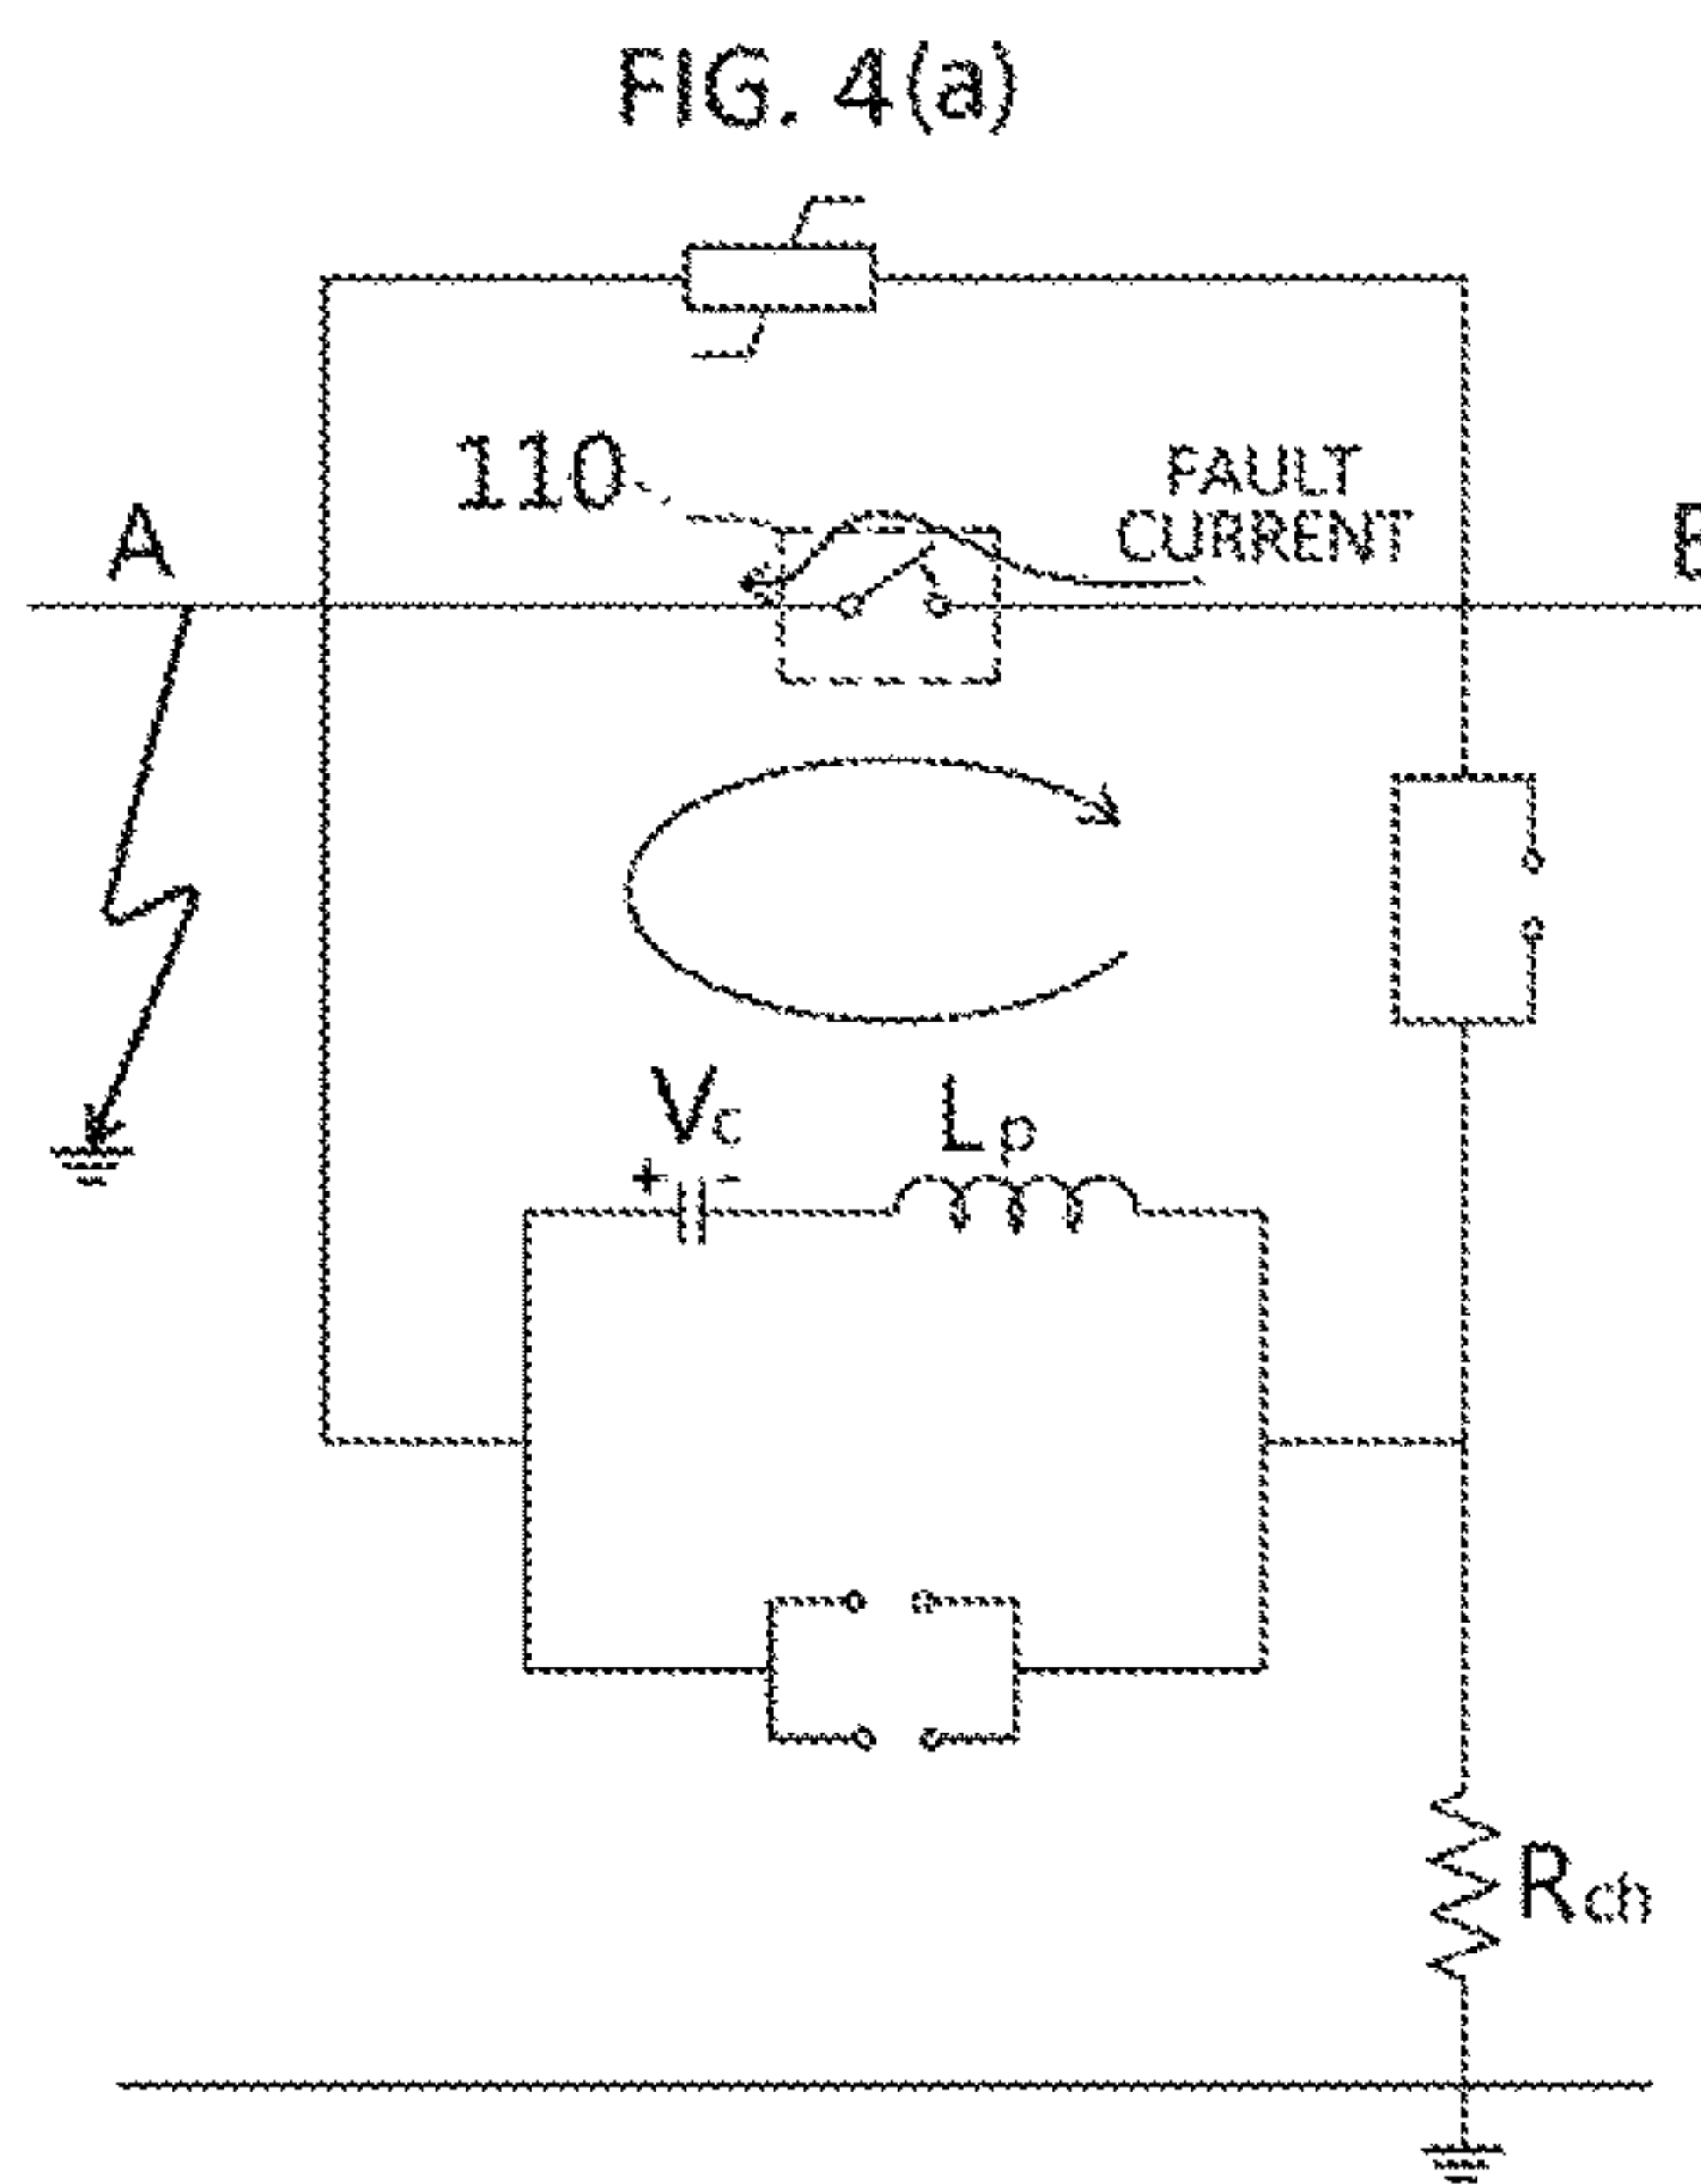 FIG. 4(a)
110
FAULT
CURRENT
A
Vc
Lp
+ -
Rch